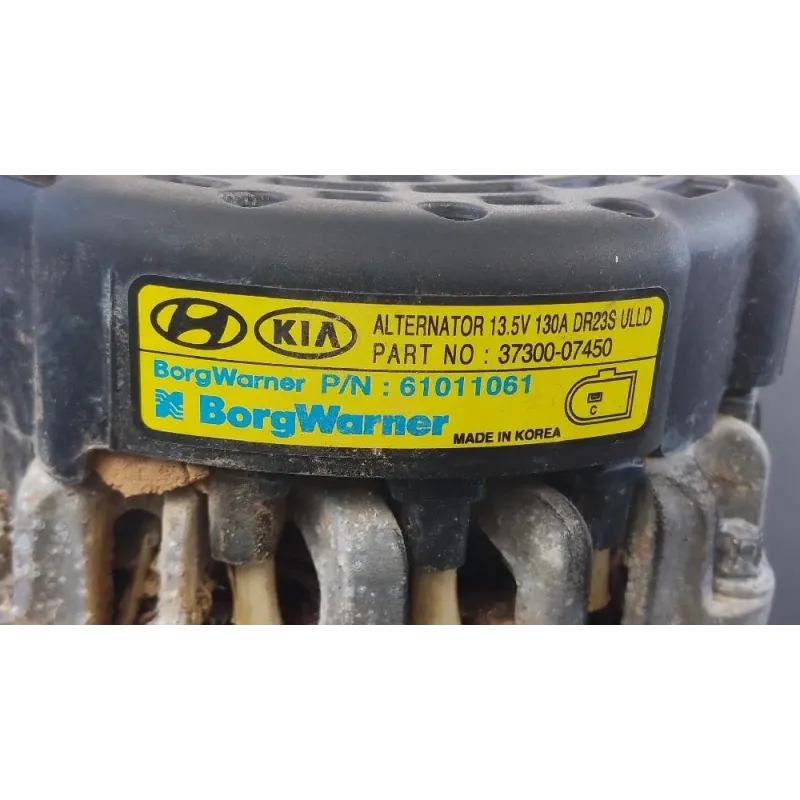 KIA ALTERNATOR 13.5V 130A DR23S ULLD
PART NO : 37300-07450
BorgWarner P/N : 61011061
C
BorgWarner MADE IN KOREA